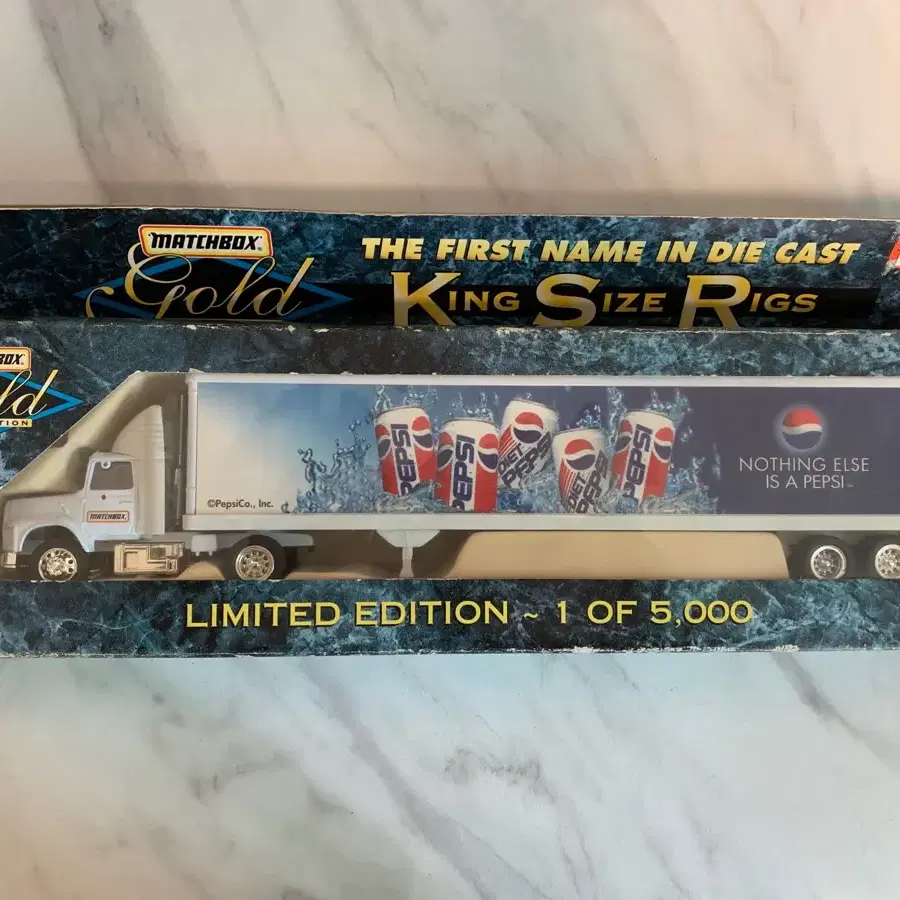 MATCHBOX
Gold
THE FIRST NAME IN DIE CAST
KING SIZE RIGS
©PepsiCo., Inc.
PEPSI
PEPSI
DIET PEPSI
DIET PEPSI
PEPSI
NOTHING ELSE
IS A PEPSI
MATCHBOX
LIMITED EDITION ~ 1 OF 5,000